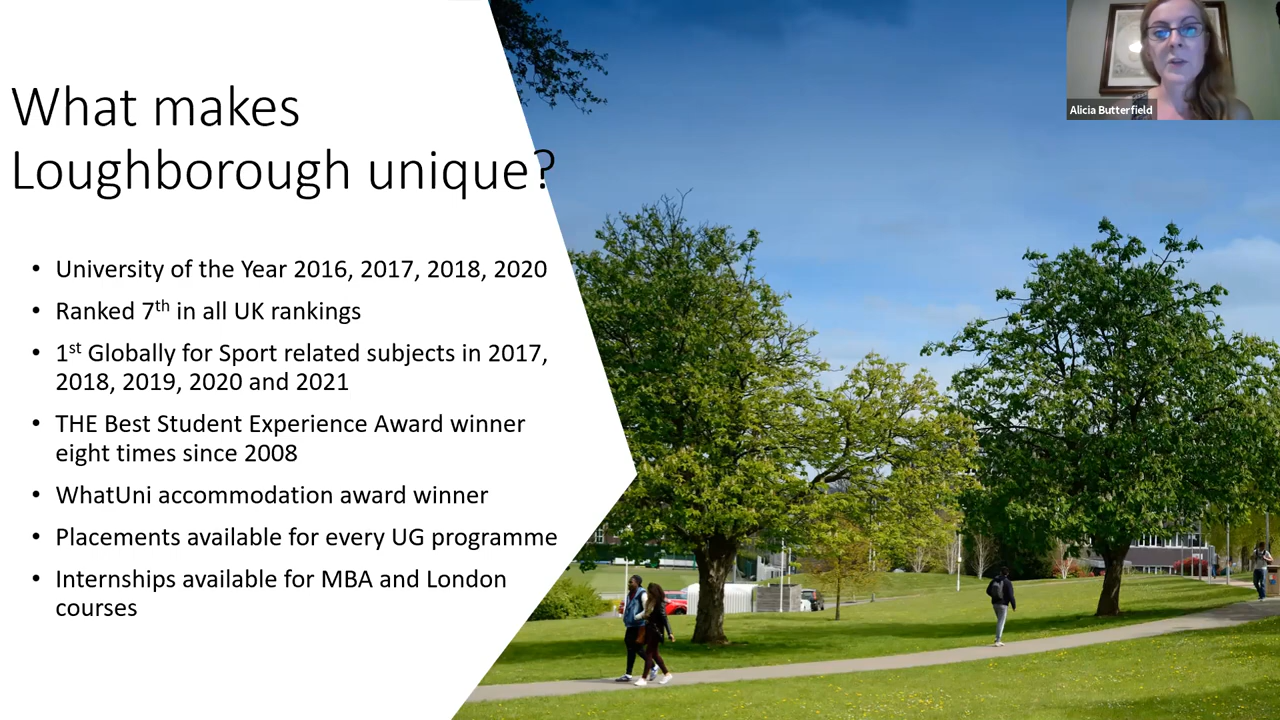 What makes
Loughborough unique?
• University of the Year 2016, 2017, 2018, 2020
• Ranked 7th in all UK rankings
• 1st Globally for Sport related subjects in 2017,
2018, 2019, 2020 and 2021
• THE Best Student Experience Award winner
eight times since 2008
• WhatUni accommodation award winner
• Placements available for every UG programme
• Internships available for MBA and London
courses
Alicia Butterfield